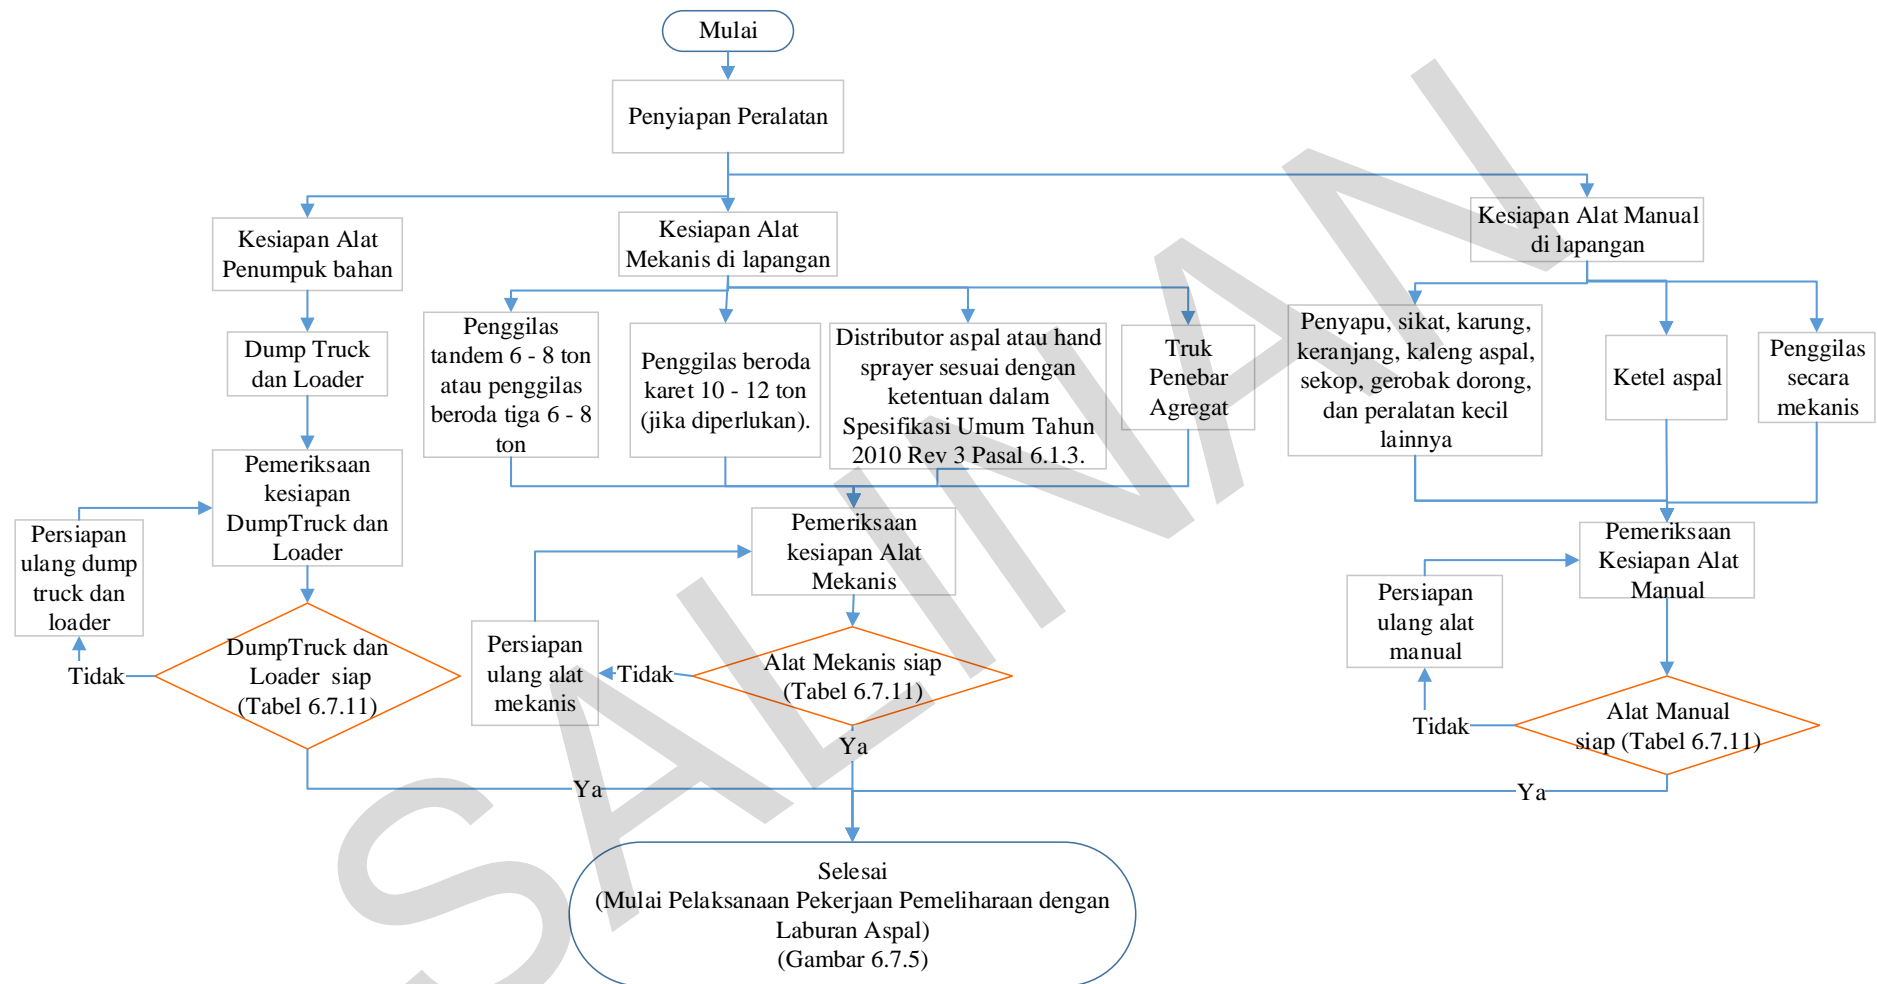 Mulai
Penyiapan Peralatan
Kesiapan Alat
Penumpuk bahan
Kesiapan Alat
Mekanis di lapangan
Kesiapan Alat Manual
di lapangan
Dump Truck
dan Loader
Penggilas
tandem 6 - 8 ton
atau penggilas
beroda tiga 6 - 8
ton
Penggilas beroda
karet 10 - 12 ton
(jika diperlukan).
Distributor aspal atau hand
sprayer sesuai dengan
ketentuan dalam
Spesifikasi Umum Tahun
2010 Rev 3 Pasal 6.1.3.
Truk
Penebar
Agregat
Penyapu, sikat, karung,
keranjang, kaleng aspal,
sekop, gerobak dorong,
dan peralatan kecil
lainnya
Ketel aspal
Penggilas
secara
mekanis
Pemeriksaan
kesiapan
DumpTruck dan
Loader
Persiapan
ulang dump
truck dan
loader
Pemeriksaan
kesiapan Alat
Mekanis
Pemeriksaan
Kesiapan Alat
Manual
Persiapan
ulang alat
mekanis
Persiapan
ulang alat
manual
DumpTruck dan
Loader siap
(Tabel 6.7.11)
Tidak
Alat Mekanis siap
(Tabel 6.7.11)
Tidak
Alat Manual
siap (Tabel 6.7.11)
Tidak
Ya
Ya
Ya
Selesai
(Mulai Pelaksanaan Pekerjaan Pemeliharaan dengan
Laburan Aspal)
(Gambar 6.7.5)
SALINAN